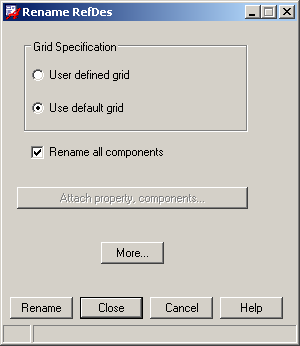 Rename RefDes
Grid Specification
User defined grid
Use default grid
Rename all components
Attach property, components...
More...
Rename Close Cancel Help